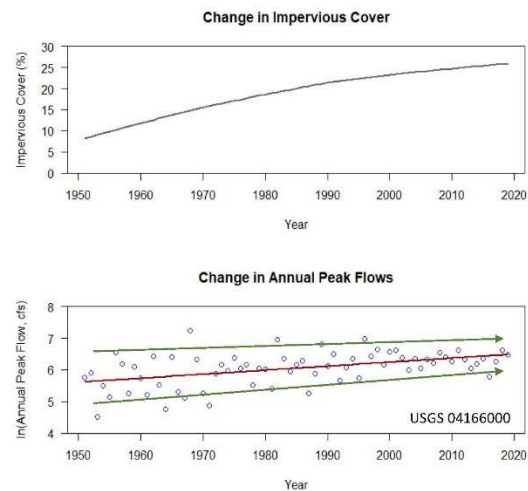 Change in Impervious Cover
Impervious Cover (%)
30
25
20
15
10
5
0
1950 1960 1970 1980 1990 2000 2010 2020
Year
Change in Annual Peak Flows
ln(Annual Peak Flow, cfs)
8
7
6
5
4
USGS 04166000
1950 1960 1970 1980 1990 2000 2010 2020
Year